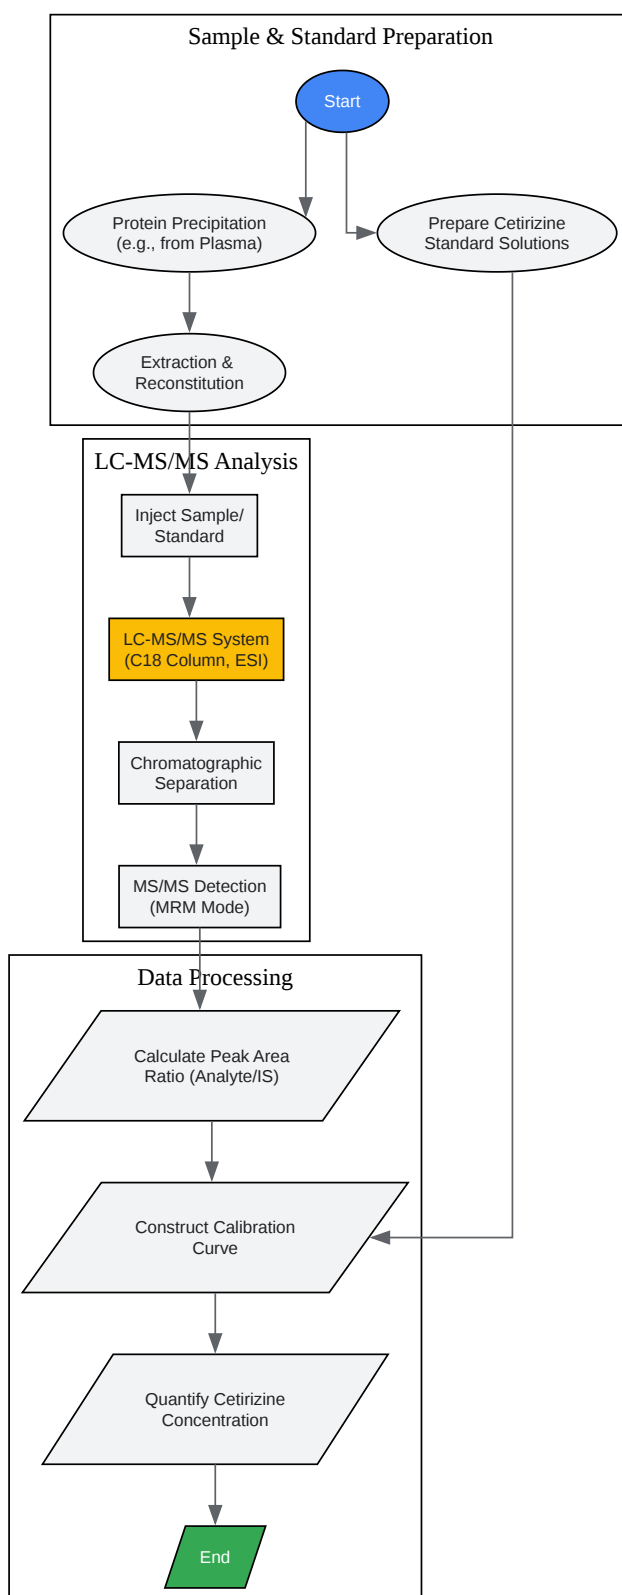 Sample & Standard Preparation
Start
Protein Precipitation
(e.g., from Plasma)
Prepare Cetirizine
Standard Solutions
Extraction &
Reconstitution
LC-MS/MS Analysis
Inject Sample/
Standard
LC-MS/MS System
(C18 Column, ESI)
Chromatographic
Separation
MS/MS Detection
(MRM Mode)
Data Processing
Calculate Peak Area
Ratio (Analyte/IS)
Construct Calibration
Curve
Quantify Cetirizine
Concentration
End